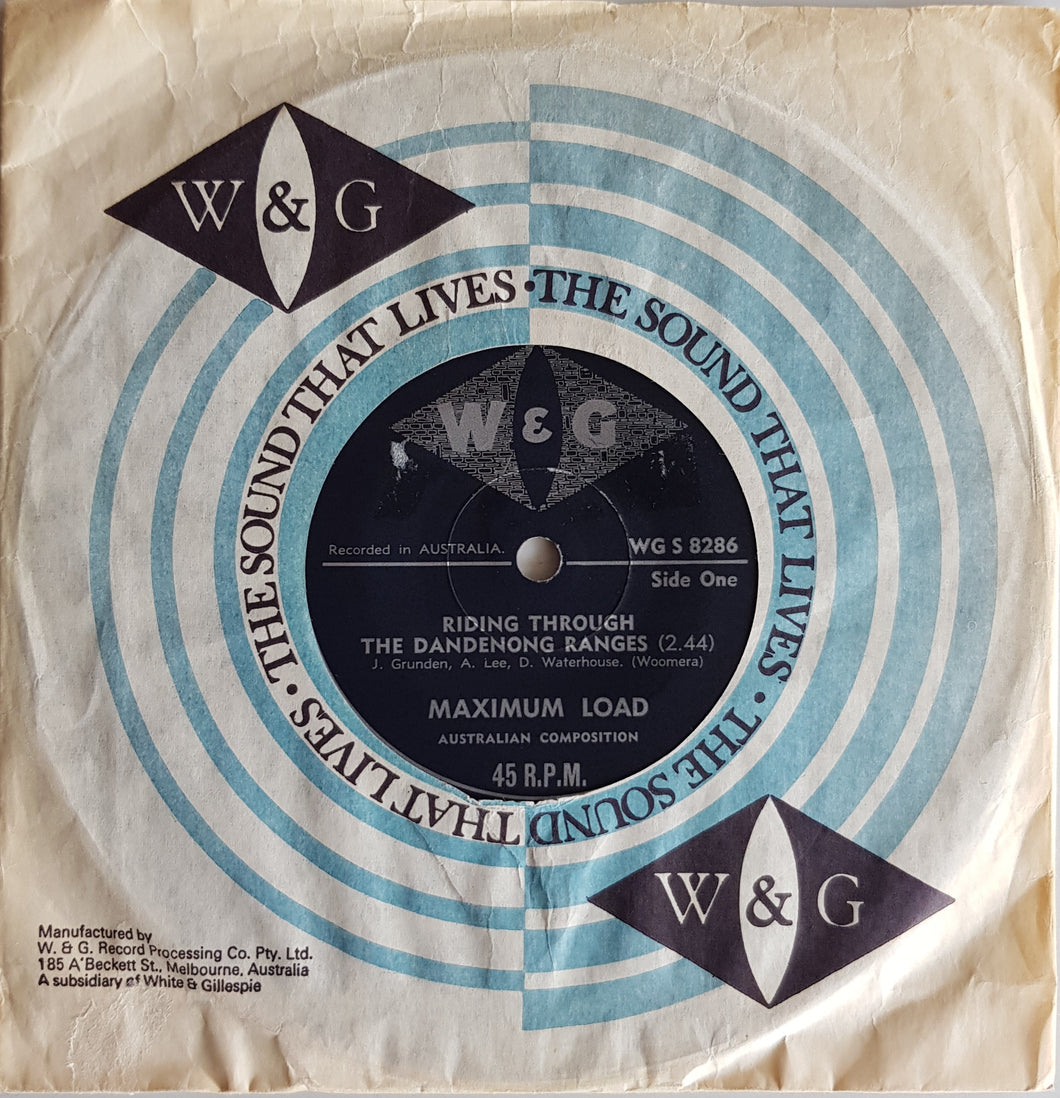 W & G
THE SOUND THAT LIVES · THE SOUND THAT LIVES · THE SOUND THAT LIVES ·
W & G
Recorded in AUSTRALIA.
WG S 8286
Side One
RIDING THROUGH
THE DANDENONG RANGES (2.44)
J. Grunden, A. Lee, D. Waterhouse. (Woomera)
MAXIMUM LOAD
AUSTRALIAN COMPOSITION
45 R.P.M.
W & G
Manufactured by
W. & G. Record Processing Co. Pty. Ltd.
185 A'Beckett St., Melbourne, Australia
A subsidiary of White & Gillespie